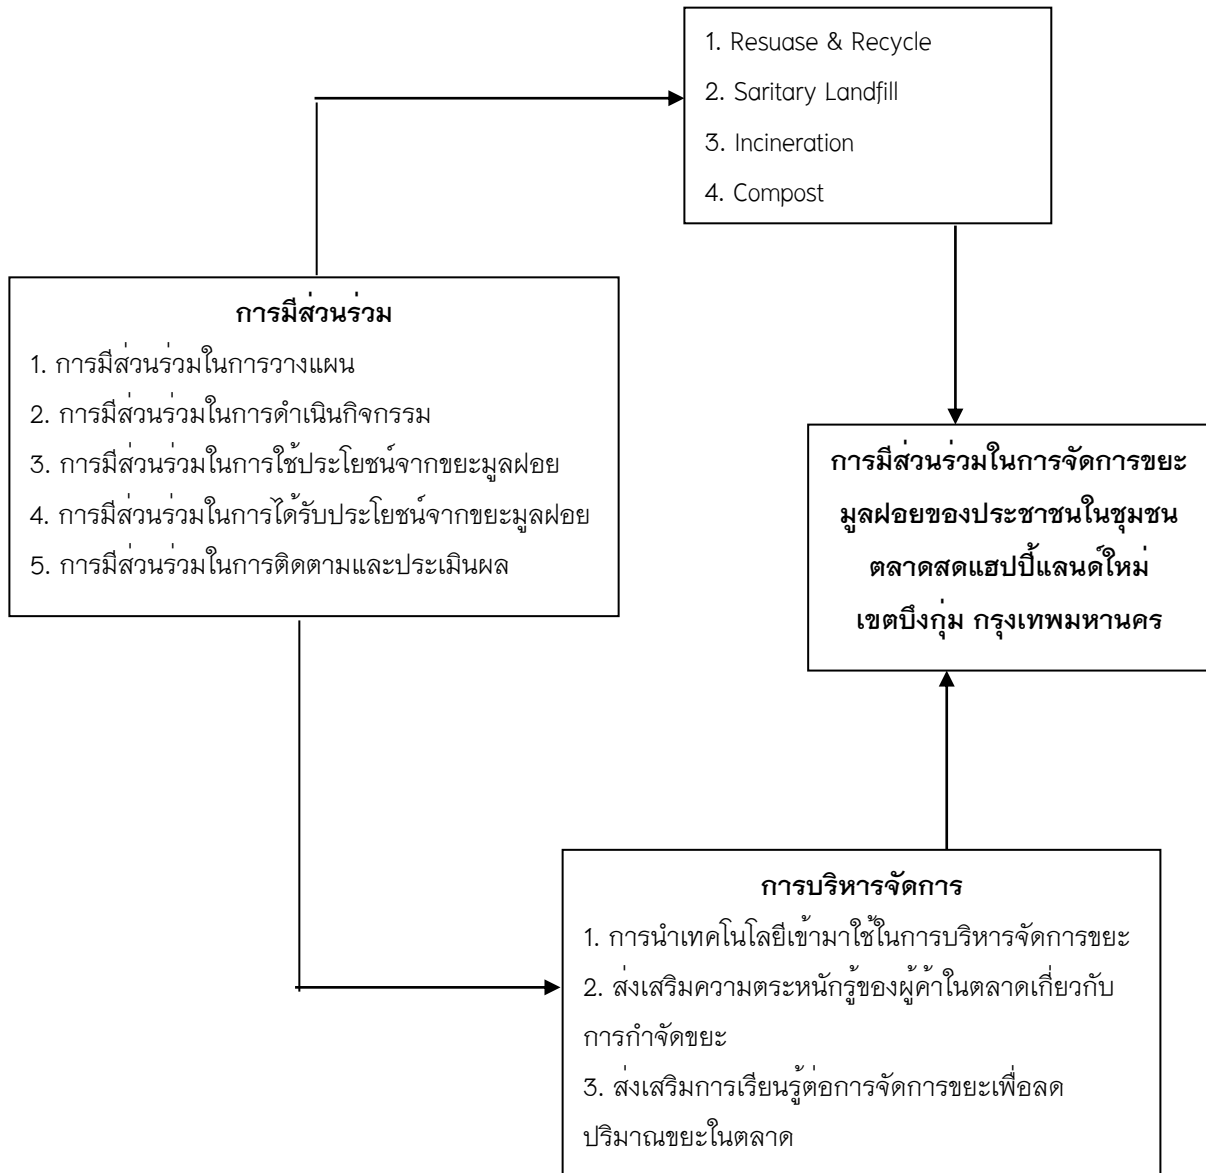 1. Resuase & Recycle
2. Saritary Landfill
3. Incineration
4. Compost
การมีส่วนร่วม
1. การมีส่วนร่วมในการวางแผน
2. การมีส่วนร่วมในการดำเนินกิจกรรม
3. การมีส่วนร่วมในการใช้ประโยชน์จากขยะมูลฝอย
4. การมีส่วนร่วมในการได้รับประโยชน์จากขยะมูลฝอย
5. การมีส่วนร่วมในการติดตามและประเมินผล
การมีส่วนร่วมในการจัดการขยะ
มูลฝอยของประชาชนในชุมชน
ตลาดสดแฮปปี้แลนด์ใหม่
เขตบึงกุ่ม กรุงเทพมหานคร
การบริหารจัดการ
1. การนำเทคโนโลยีเข้ามาใช้ในการบริหารจัดการขยะ
2. ส่งเสริมความตระหนักรู้ของผู้ค้าในตลาดเกี่ยวกับ
การกำจัดขยะ
3. ส่งเสริมการเรียนรู้ต่อการจัดการขยะเพื่อลด
ปริมาณขยะในตลาด